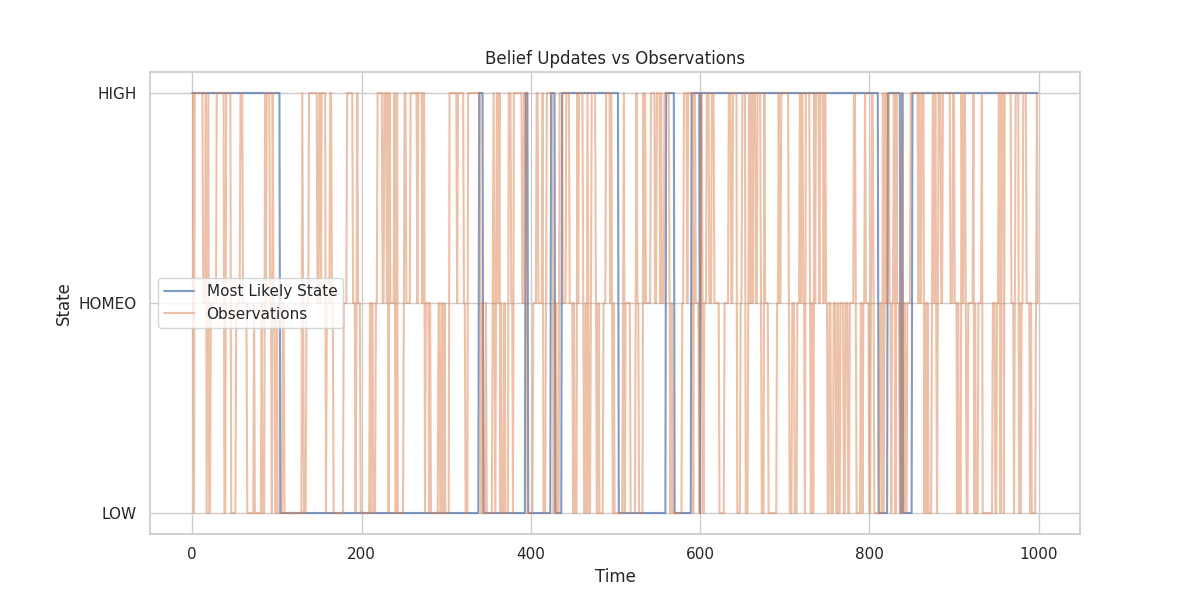 Belief Updates vs Observations
HIGH
HOMEO
LOW
State
Most Likely State
Observations
0
200
400
600
800
1000
Time